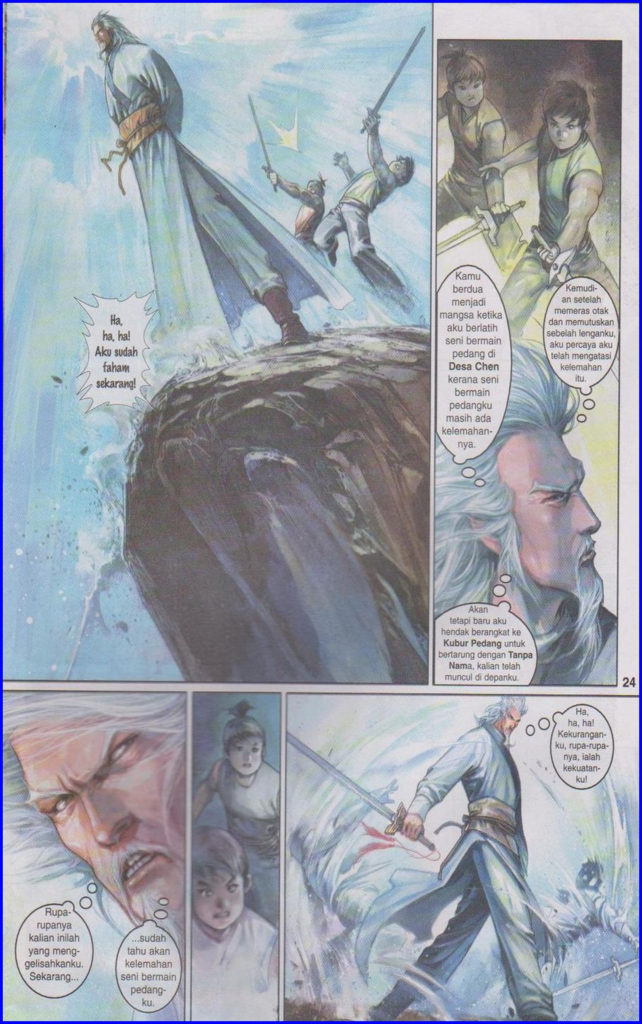 Ha,
ha, ha!
Aku sudah
faham
sekarang!
Kamu
berdua
menjadi
mangsa ketika
aku berlatih
seni bermain
pedang di
Desa Chen
kerana seni
bermain
pedangku
masih ada
kelemahan-
nya.
Kemudi-
an setelah
memeras otak
dan memutuskan
sebelah lenganku,
aku percaya aku
telah mengatasi
kelemahan
itu.
Akan
tetapi baru aku
hendak berangkat ke
Kubur Pedang untuk
bertarung dengan Tanpa
Nama, kalian telah
muncul di depanku.
24
Rupa-
rupanya
kalian inilah
yang meng-
gelisahkanku.
Sekarang...
...sudah
tahu akan
kelemahan
seni bermain
pedang-
ku.
Ha,
ha, ha!
Kekurangan-
ku, rupa-rupa-
nya, ialah
kekuatan-
ku!